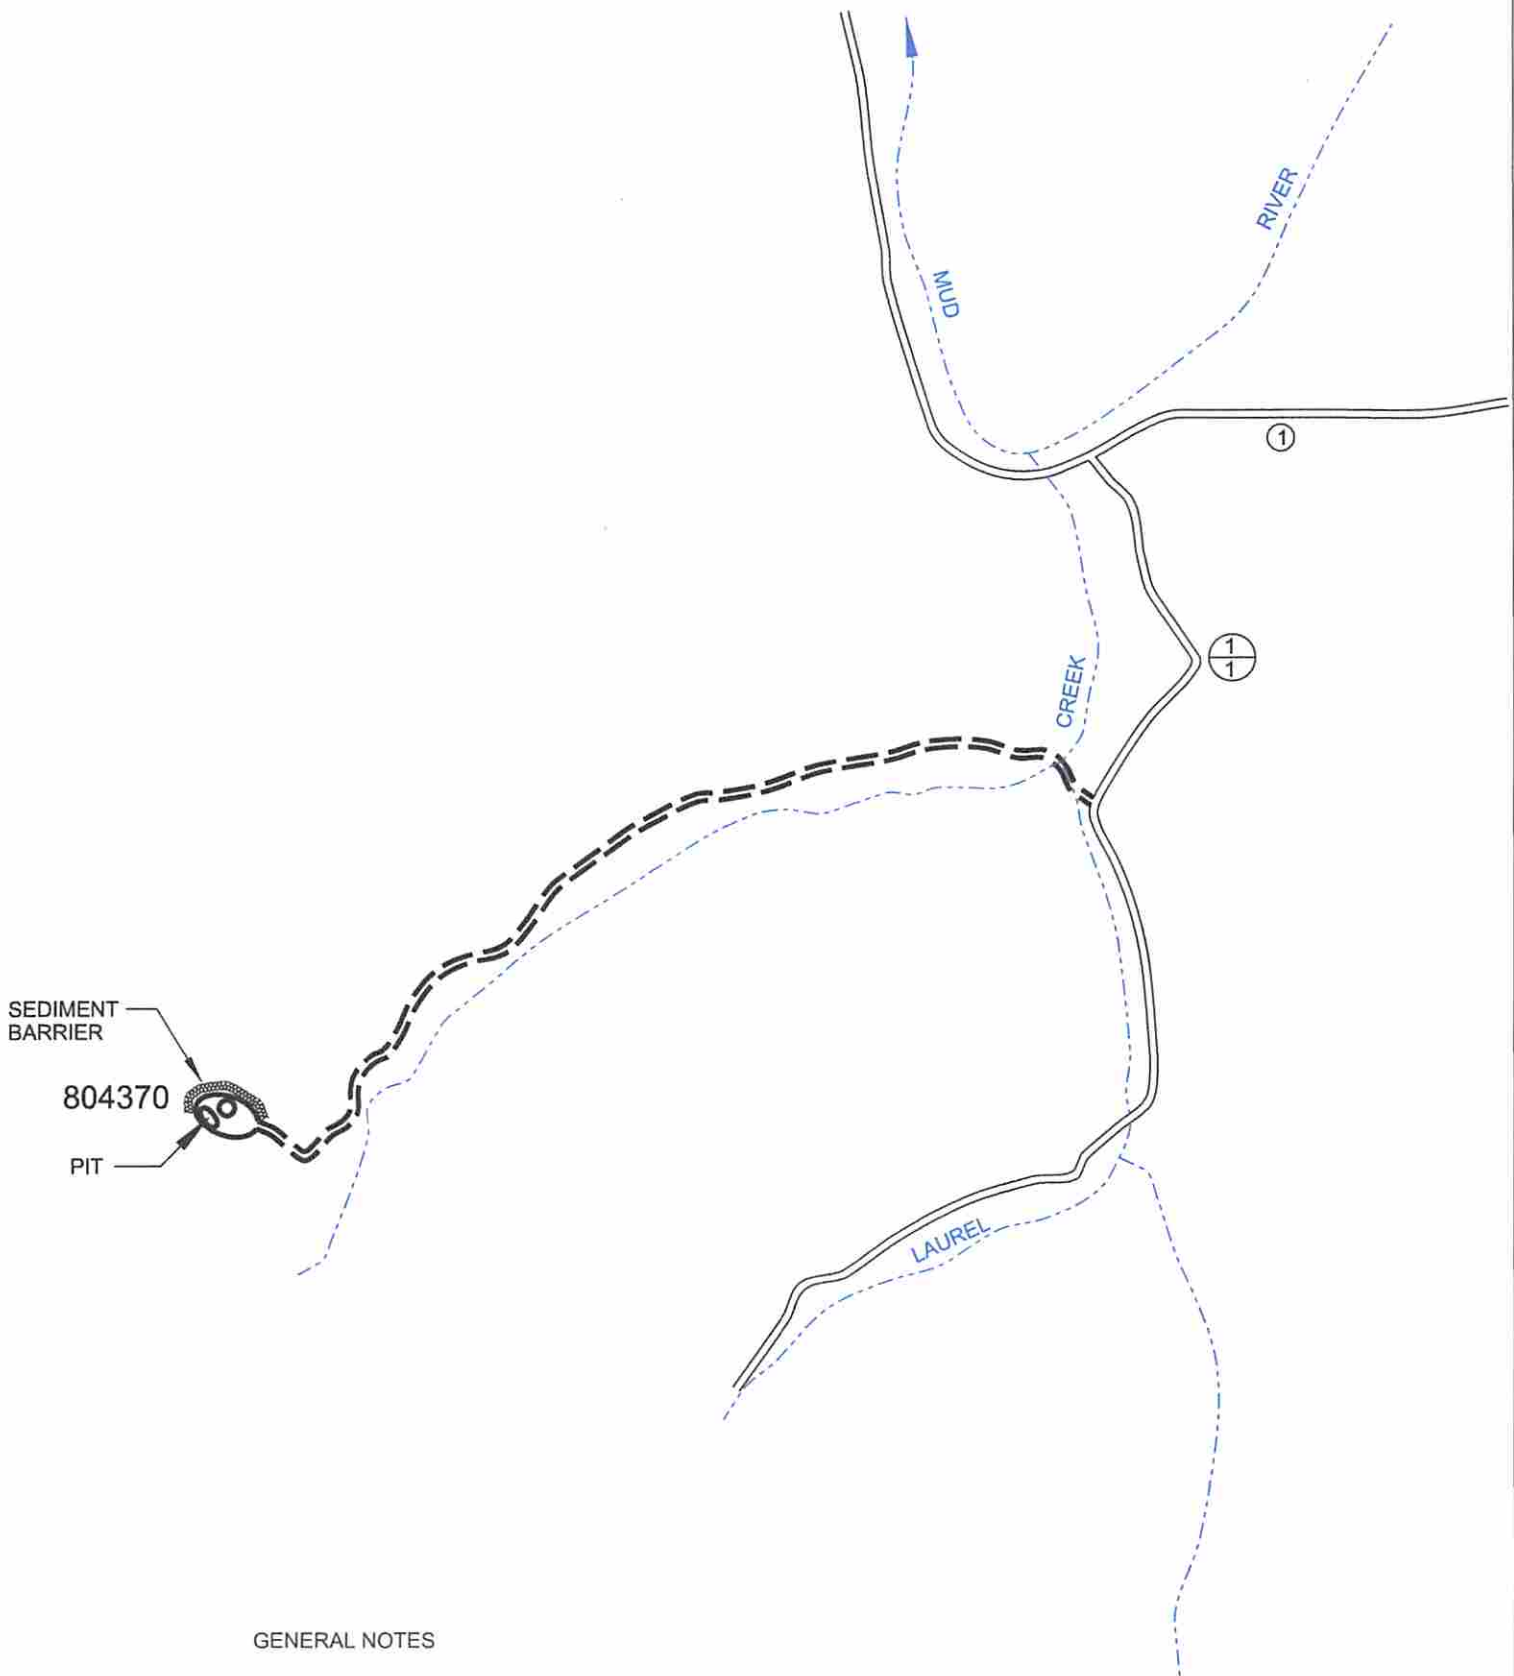 RIVER
MUD
1
1
1
CREEK
SEDIMENT
BARRIER
804370
PIT
LAUREL
GENERAL NOTES